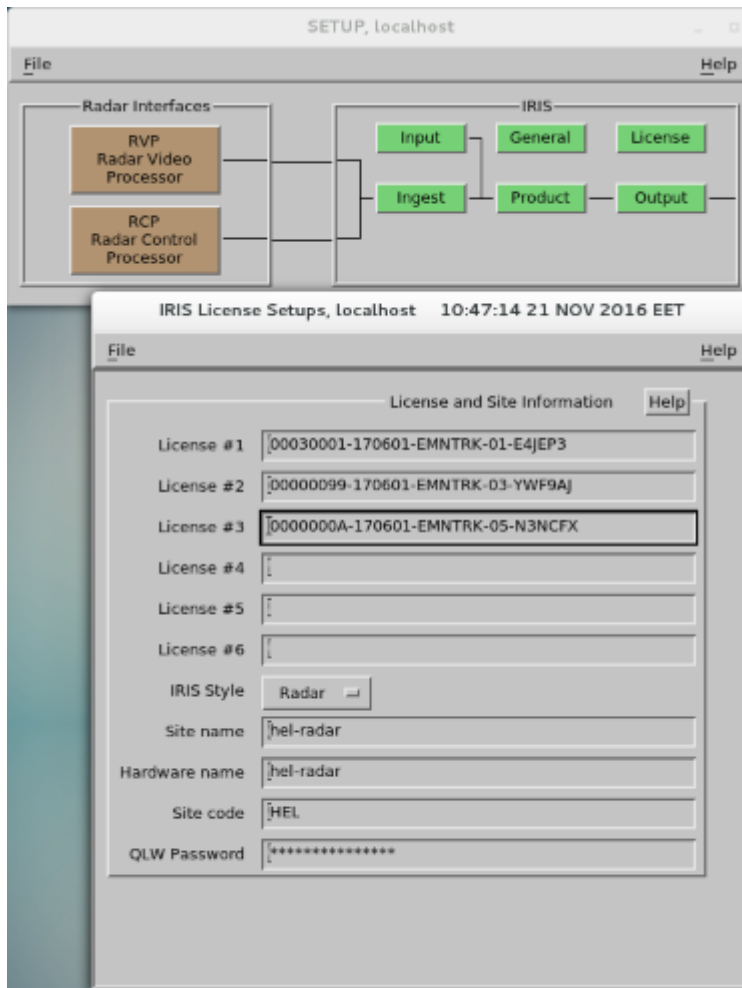 SETUP, localhost
File Help
Radar Interfaces
RVP
Radar Video
Processor
RCP
Radar Control
Processor
IRIS
Input General License
Ingest Product Output
IRIS License Setups, localhost 10:47:14 21 NOV 2016 EET
File Help
License and Site Information Help
License #1 00030001-170601-EMNTRK-01-E4JEP3
License #2 00000099-170601-EMNTRK-03-YWF9AJ
License #3 0000000A-170601-EMNTRK-05-N3NCFX
License #4
License #5
License #6
IRIS Style Radar
Site name hel-radar
Hardware name hel-radar
Site code HEL
QLW Password ***************